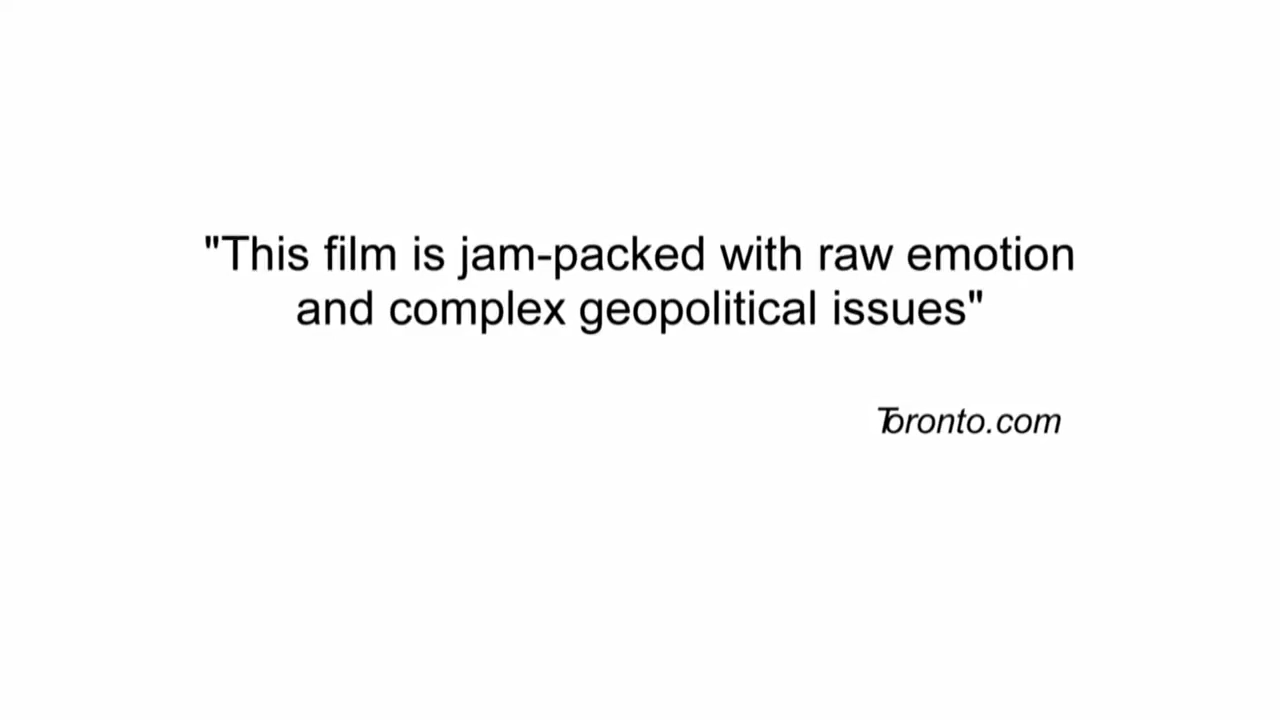 "This film is jam-packed with raw emotion
and complex geopolitical issues"
Toronto.com